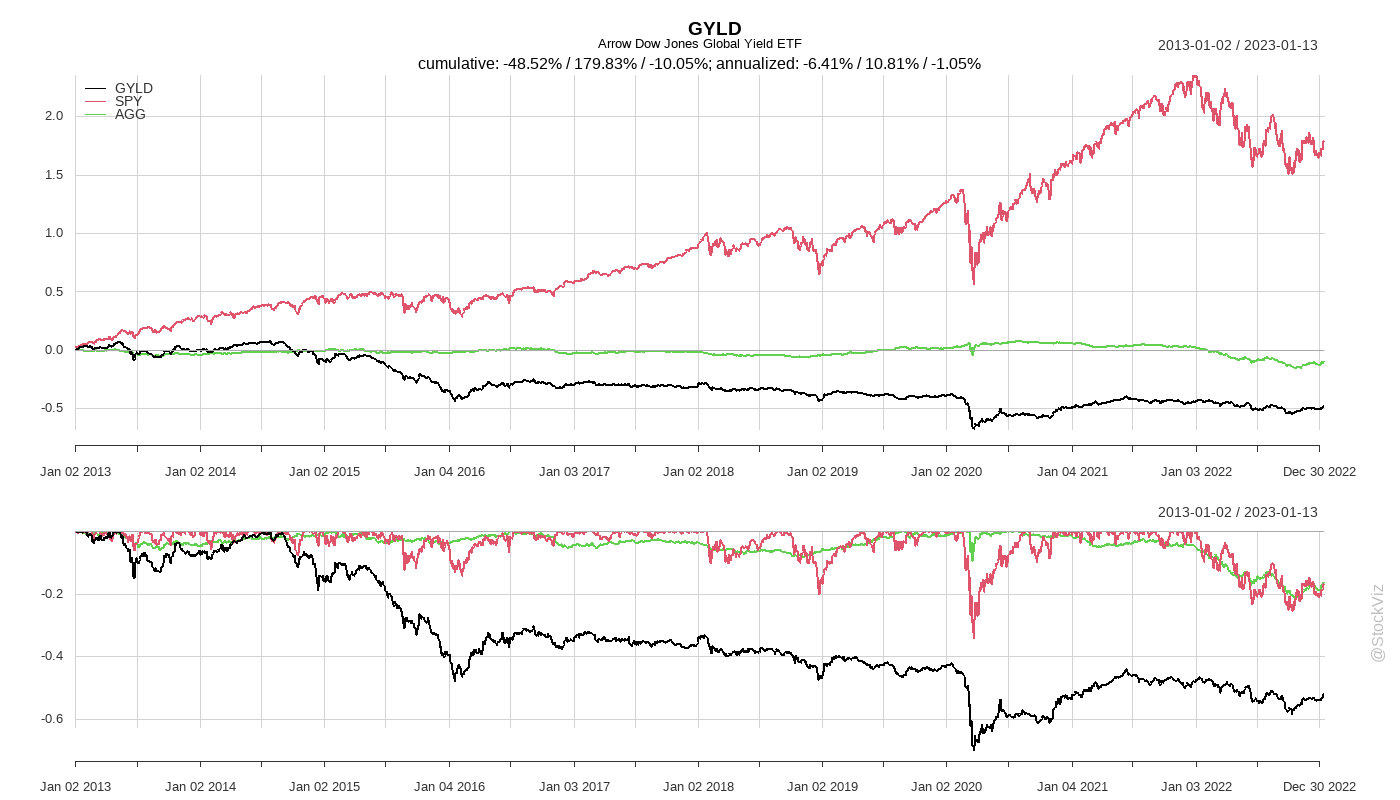 GYLD
Arrow Dow Jones Global Yield ETF
2013-01-02 / 2023-01-13
cumulative: -48.52% / 179.83% / -10.05%; annualized: -6.41% / 10.81% / -1.05%
GYLD
SPY
AGG
2.0
1.5
1.0
0.5
0.0
-0.5
Jan 02 2013 Jan 02 2014 Jan 02 2015 Jan 04 2016 Jan 03 2017 Jan 02 2018 Jan 02 2019 Jan 02 2020 Jan 04 2021 Jan 03 2022 Dec 30 2022
2013-01-02 / 2023-01-13
-0.2
-0.4
-0.6
Jan 02 2013 Jan 02 2014 Jan 02 2015 Jan 04 2016 Jan 03 2017 Jan 02 2018 Jan 02 2019 Jan 02 2020 Jan 04 2021 Jan 03 2022 Dec 30 2022
@StockViz